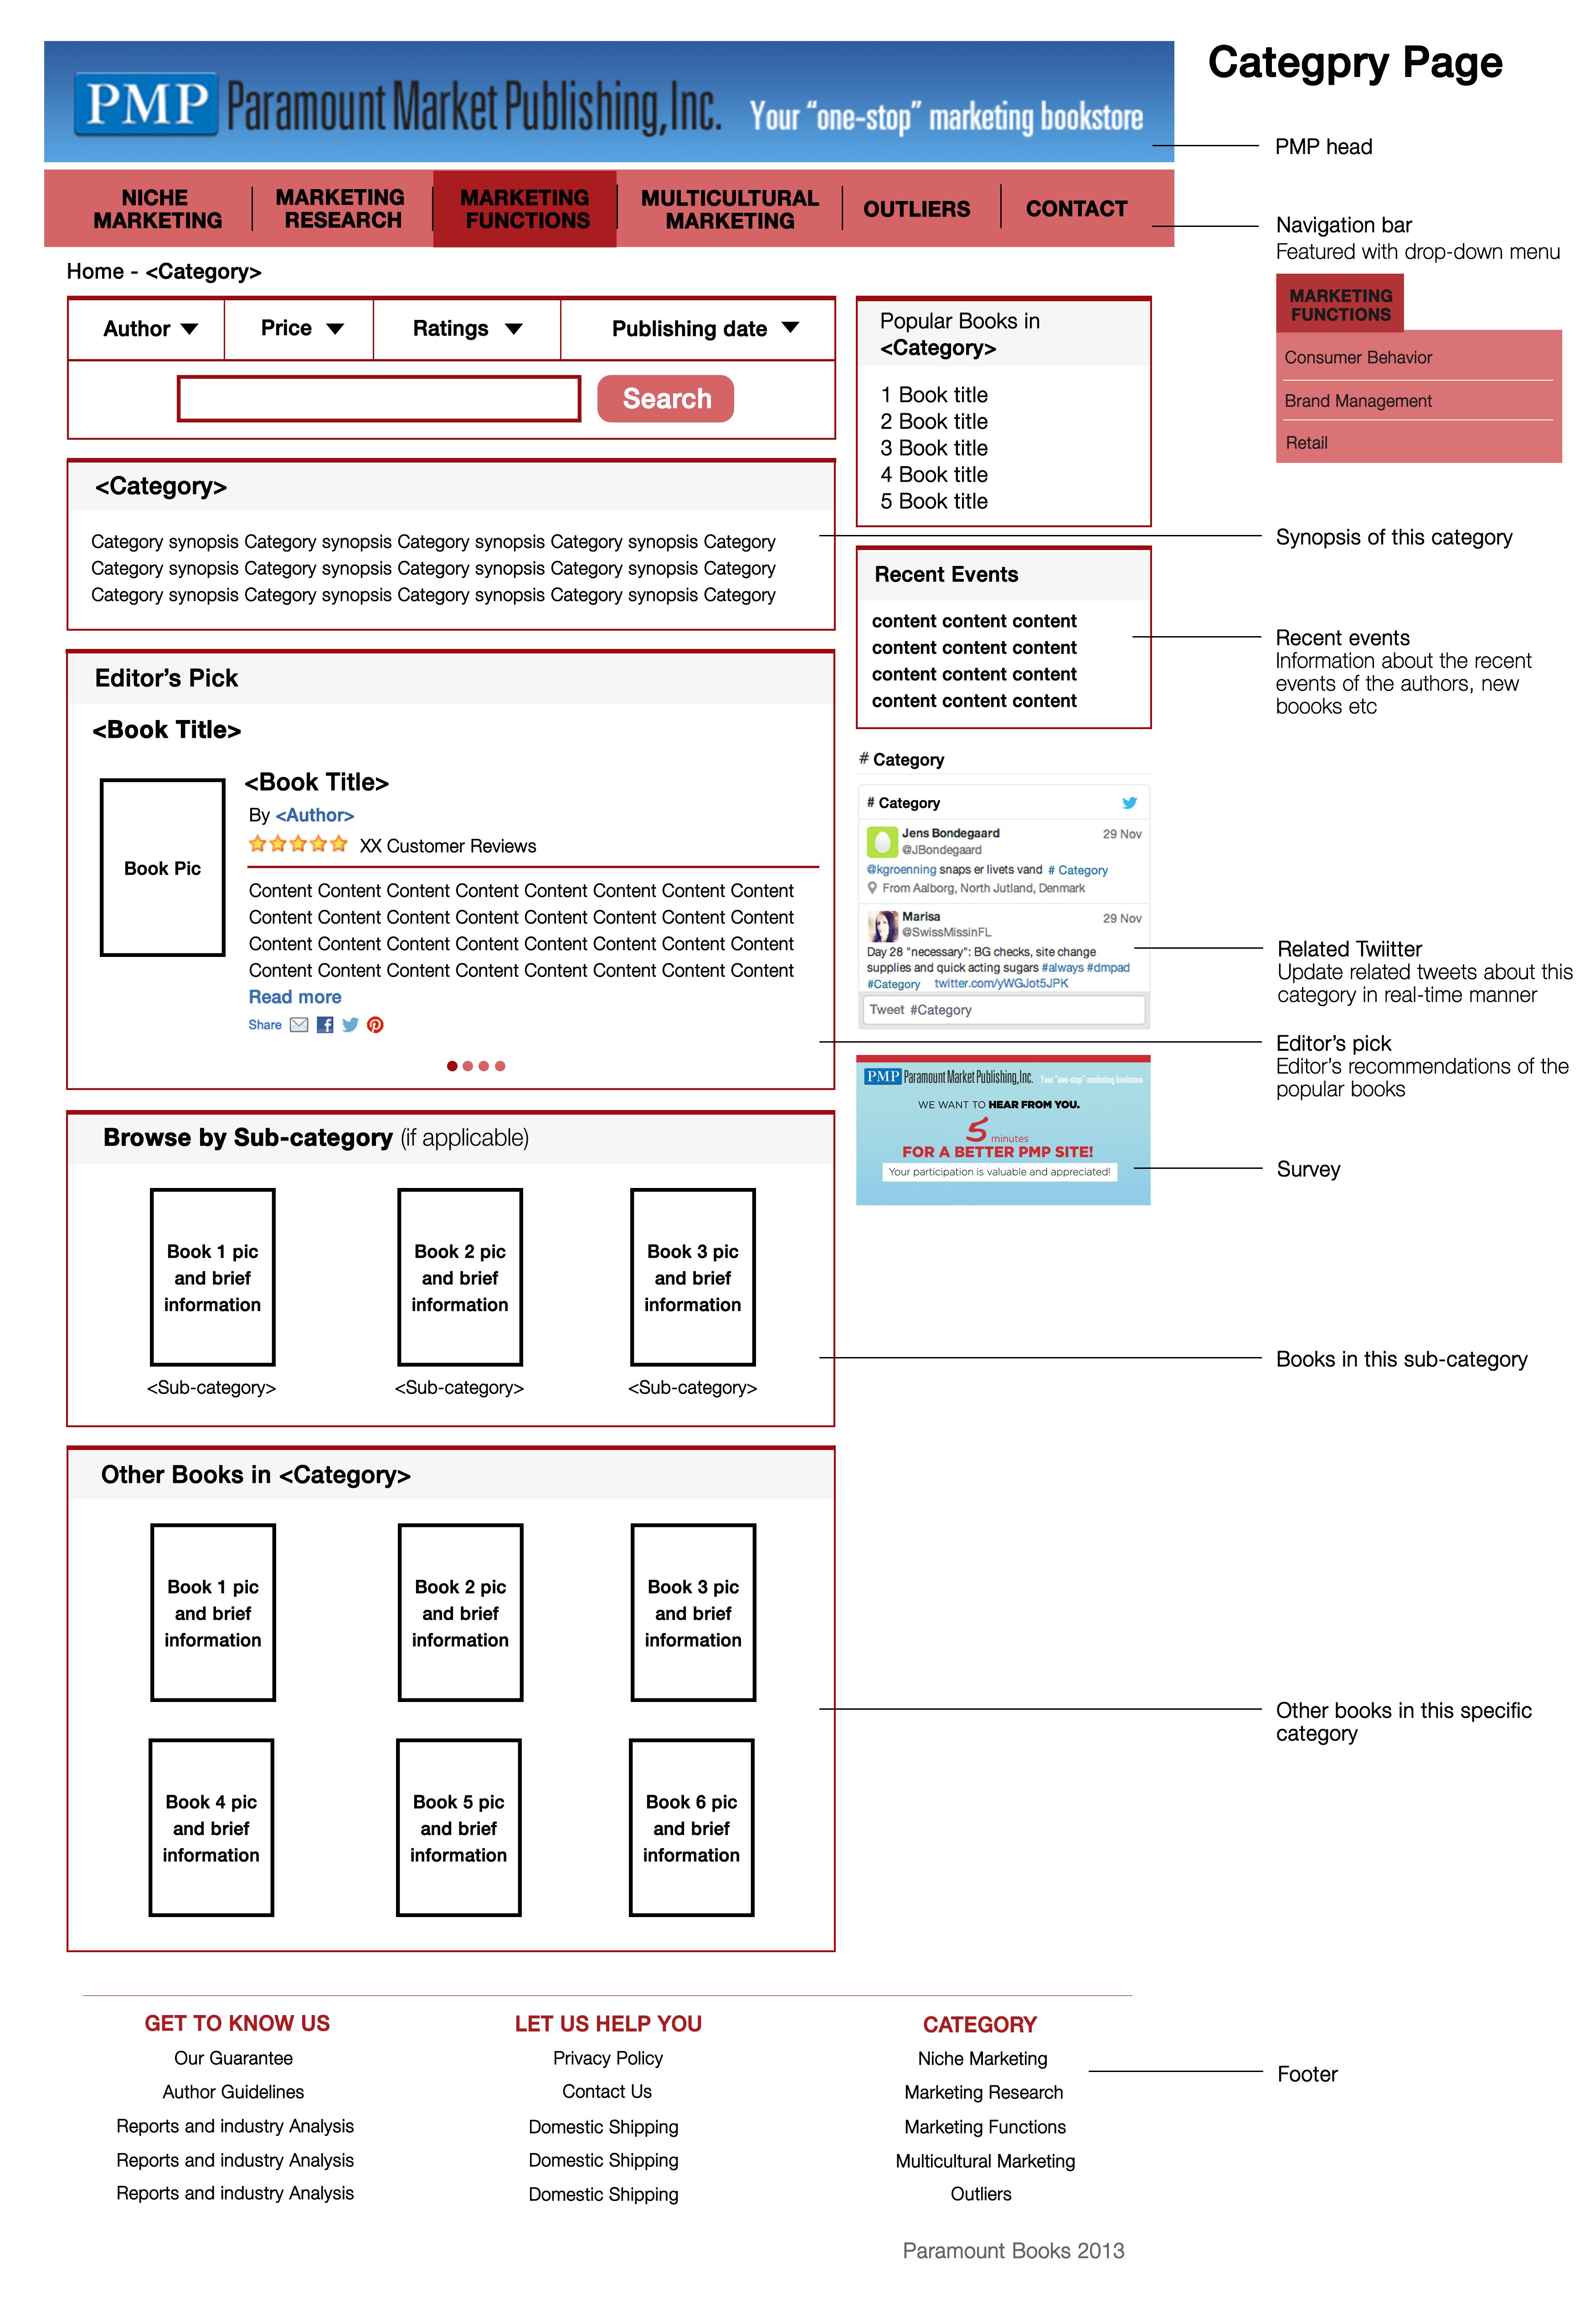 Categpry Page
PMP Paramount Market Publishing, Inc. Your "one-stop" marketing bookstore
PMP head
NICHE
MARKETING
MARKETING
RESEARCH
MARKETING
FUNCTIONS
MULTICULTURAL
MARKETING
OUTLIERS
CONTACT
Navigation bar
Featured with drop-down menu
MARKETING
FUNCTIONS
Consumer Behavior
Brand Management
Retail
Home - <Category>
Author
Price
Ratings
Publishing date
Search
Popular Books in
<Category>
1 Book title
2 Book title
3 Book title
4 Book title
5 Book title
<Category>
Category synopsis Category synopsis Category synopsis Category synopsis Category
Category synopsis Category synopsis Category synopsis Category synopsis Category
Category synopsis Category synopsis Category synopsis Category synopsis Category
Synopsis of this category
Recent Events
content content content
content content content
content content content
content content content
Recent events
Information about the recent
events of the authors, new
boooks etc
Editor's Pick
<Book Title>
Book Pic
<Book Title>
By <Author>
XX Customer Reviews
Content Content Content Content Content Content Content Content
Content Content Content Content Content Content Content Content
Content Content Content Content Content Content Content Content
Content Content Content Content Content Content Content Content
Read more
Share
# Category
# Category
Jens Bondegaard 29 Nov
@JBondegaard
@kgroenning snaps er livets vand # Category
From Aalborg, North Jutland, Denmark
Marisa 29 Nov
@SwissMissinFL
Day 28 "necessary": BG checks, site change
supplies and quick acting sugars #always #dmpad
#Category twitter.com/yWGJot5JPK
Tweet #Category
Related Twiitter
Update related tweets about this
category in real-time manner
Editor's pick
Editor's recommendations of the
popular books
PMP Paramount Market Publishing, Inc. Your "one-stop" marketing bookstore
WE WANT TO HEAR FROM YOU.
5 minutes
FOR A BETTER PMP SITE!
Your participation is valuable and appreciated!
Survey
Browse by Sub-category (if applicable)
Book 1 pic
and brief
information
<Sub-category>
Book 2 pic
and brief
information
<Sub-category>
Book 3 pic
and brief
information
<Sub-category>
Books in this sub-category
Other Books in <Category>
Book 1 pic
and brief
information
Book 2 pic
and brief
information
Book 3 pic
and brief
information
Book 4 pic
and brief
information
Book 5 pic
and brief
information
Book 6 pic
and brief
information
Other books in this specific
category
GET TO KNOW US
Our Guarantee
Author Guidelines
Reports and industry Analysis
Reports and industry Analysis
Reports and industry Analysis
LET US HELP YOU
Privacy Policy
Contact Us
Domestic Shipping
Domestic Shipping
Domestic Shipping
CATEGORY
Niche Marketing
Marketing Research
Marketing Functions
Multicultural Marketing
Outliers
Footer
Paramount Books 2013